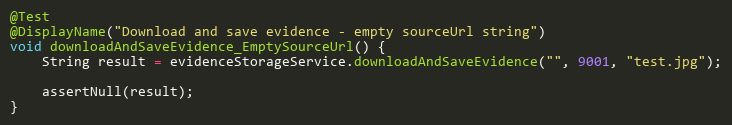 @Test
@DisplayName("Download and save evidence - empty sourceUrl string")
void downloadAndSaveEvidence_EmptySourceUrl() {
    String result = evidenceStorageService.downloadAndSaveEvidence("", 9001, "test.jpg");

    assertNull(result);
}